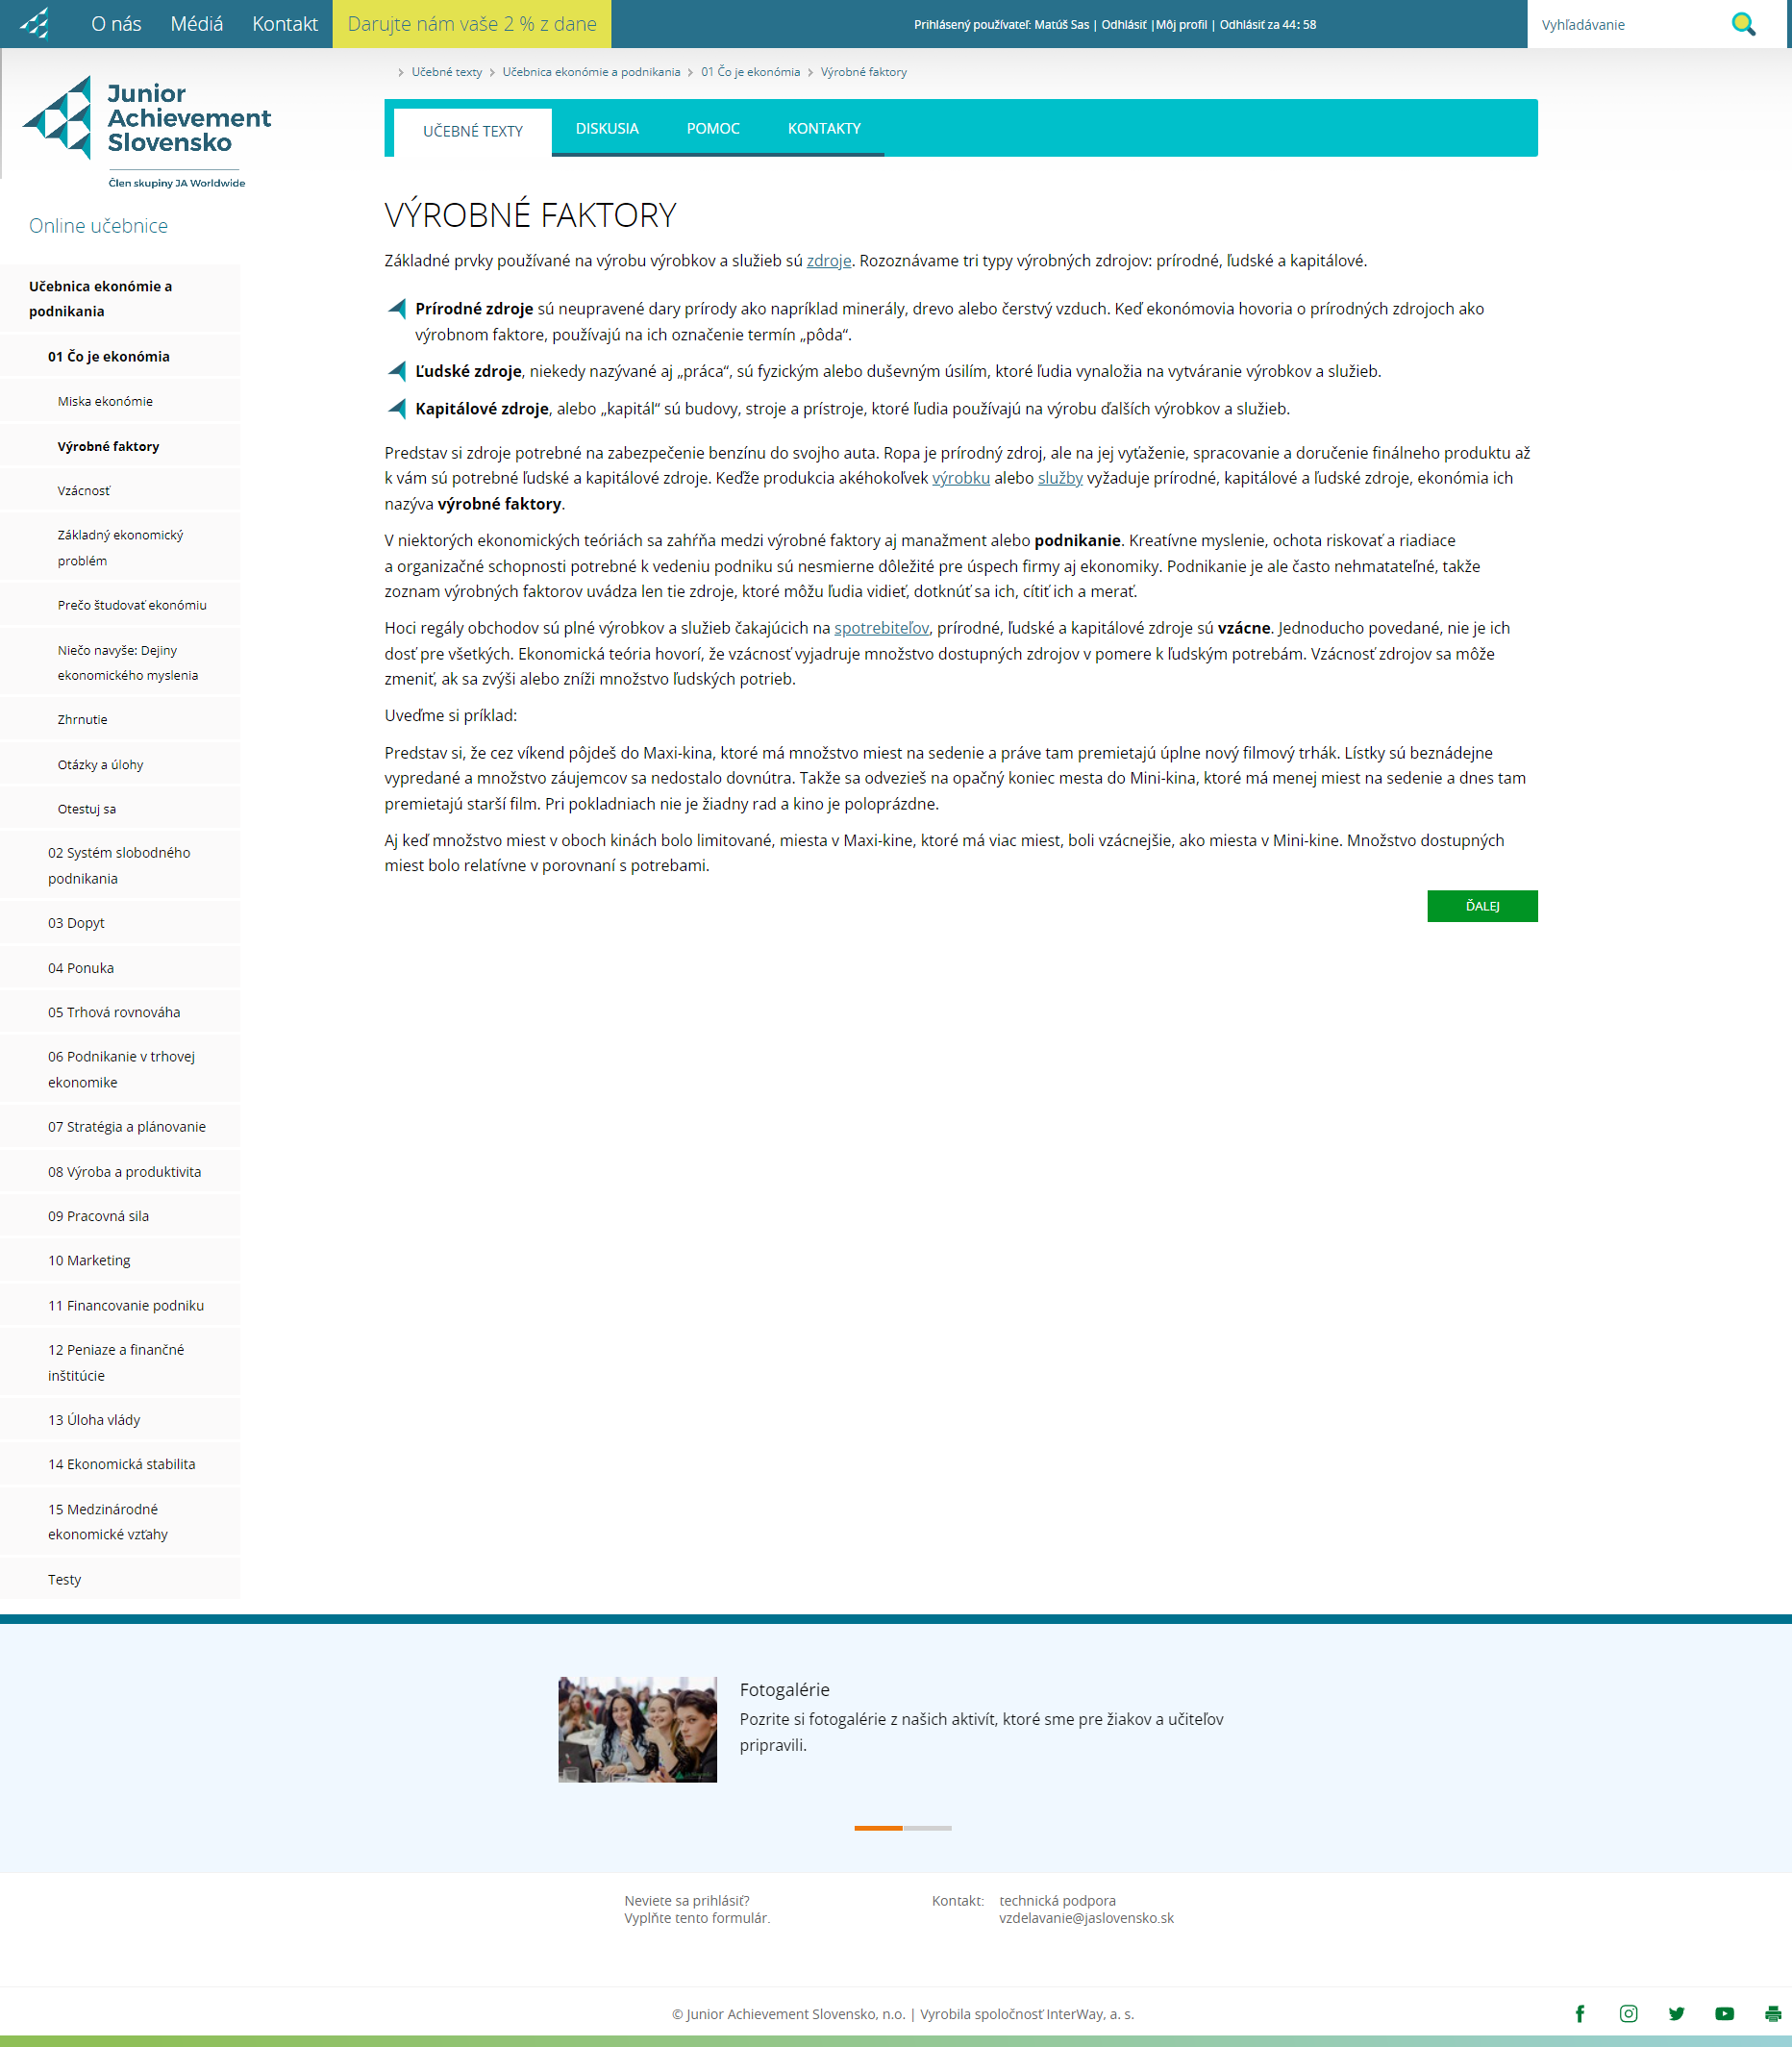 O nás
Médiá
Kontakt
Darujte nám vaše 2 % z dane
Prihlásený používateľ: Matúš Sas | Odhlásiť |Môj profil | Odhlásiť za 44: 58
Vyhľadávanie
Junior
Achievement
Slovensko
Člen skupiny JA Worldwide
Učebné texty
Učebnica ekonómie a podnikania
01 Čo je ekonómia
Výrobné faktory
UČEBNÉ TEXTY
DISKUSIA
POMOC
KONTAKTY
Online učebnice
Učebnica ekonómie a
podnikania
01 Čo je ekonómia
Miska ekonómie
Výrobné faktory
Vzácnosť
Základný ekonomický
problém
Prečo študovať ekonómiu
Niečo navyše: Dejiny
ekonomického myslenia
Zhrnutie
Otázky a úlohy
Otestuj sa
02 Systém slobodného
podnikania
03 Dopyt
04 Ponuka
05 Trhová rovnováha
06 Podnikanie v trhovej
ekonomike
07 Stratégia a plánovanie
08 Výroba a produktivita
09 Pracovná sila
10 Marketing
11 Financovanie podniku
12 Peniaze a finančné
inštitúcie
13 Úloha vlády
14 Ekonomická stabilita
15 Medzinárodné
ekonomické vzťahy
Testy
VÝROBNÉ FAKTORY
Základné prvky používané na výrobu výrobkov a služieb sú zdroje. Rozoznávame tri typy výrobných zdrojov: prírodné, ľudské a kapitálové.
Prírodné zdroje sú neupravené dary prírody ako napríklad minerály, drevo alebo čerstvý vzduch. Keď ekonómovia hovoria o prírodných zdrojoch ako
výrobnom faktore, používajú na ich označenie termín „pôda“.
Ľudské zdroje, niekedy nazývané aj „práca“, sú fyzickým alebo duševným úsilím, ktoré ľudia vynaložia na vytváranie výrobkov a služieb.
Kapitálové zdroje, alebo „kapitál“ sú budovy, stroje a prístroje, ktoré ľudia používajú na výrobu ďalších výrobkov a služieb.
Predstav si zdroje potrebné na zabezpečenie benzínu do svojho auta. Ropa je prírodný zdroj, ale na jej vyťaženie, spracovanie a doručenie finálneho produktu až
k vám sú potrebné ľudské a kapitálové zdroje. Keďže produkcia akéhokoľvek výrobku alebo služby vyžaduje prírodné, kapitálové a ľudské zdroje, ekonómia ich
nazýva výrobné faktory.
V niektorých ekonomických teóriách sa zahŕňa medzi výrobné faktory aj manažment alebo podnikanie. Kreatívne myslenie, ochota riskovať a riadiace
a organizačné schopnosti potrebné k vedeniu podniku sú nesmierne dôležité pre úspech firmy aj ekonomiky. Podnikanie je ale často nehmatateľné, takže
zoznam výrobných faktorov uvádza len tie zdroje, ktoré môžu ľudia vidieť, dotknúť sa ich, cítiť ich a merať.
Hoci regály obchodov sú plné výrobkov a služieb čakajúcich na spotrebiteľov, prírodné, ľudské a kapitálové zdroje sú vzácne. Jednoducho povedané, nie je ich
dosť pre všetkých. Ekonomická teória hovorí, že vzácnosť vyjadruje množstvo dostupných zdrojov v pomere k ľudským potrebám. Vzácnosť zdrojov sa môže
zmeniť, ak sa zvýši alebo zníži množstvo ľudských potrieb.
Uveďme si príklad:
Predstav si, že cez víkend pôjdeš do Maxi-kina, ktoré má množstvo miest na sedenie a práve tam premietajú úplne nový filmový trhák. Lístky sú beznádejne
vypredané a množstvo záujemcov sa nedostalo dovnútra. Takže sa odvezieš na opačný koniec mesta do Mini-kina, ktoré má menej miest na sedenie a dnes tam
premietajú starší film. Pri pokladniach nie je žiadny rad a kino je poloprázdne.
Aj keď množstvo miest v oboch kinách bolo limitované, miesta v Maxi-kine, ktoré má viac miest, boli vzácnejšie, ako miesta v Mini-kine. Množstvo dostupných
miest bolo relatívne v porovnaní s potrebami.
ĎALEJ
Fotogalérie
Pozrite si fotogalérie z našich aktivít, ktoré sme pre žiakov a učiteľov
pripravili.
Neviete sa prihlásiť?
Vyplňte tento formulár.
Kontakt:
technická podpora
vzdelavanie@jaslovensko.sk
© Junior Achievement Slovensko, n.o. | Vyrobila spoločnosť InterWay, a. s.